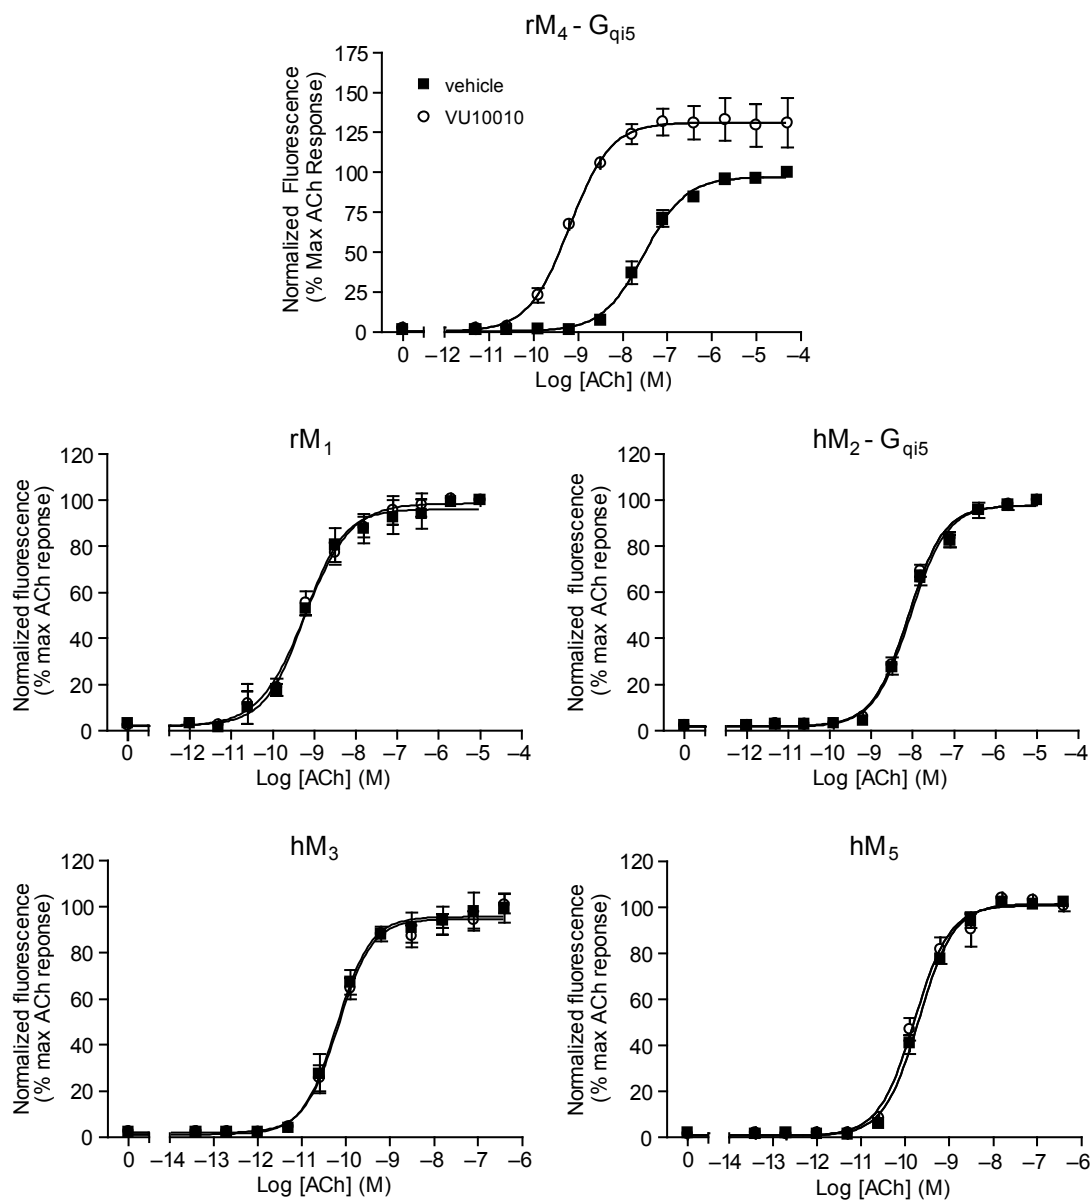 rM4 - Gqi5
Normalized Fluorescence
(% Max ACh Response)
175
150
125
100
75
50
25
0
vehicle
VU10010
0 –12 –11 –10 –9 –8 –7 –6 –5 –4
Log [ACh] (M)
rM1
Normalized fluorescence
(% max ACh reponse)
120
100
80
60
40
20
0
0 –12 –11 –10 –9 –8 –7 –6 –5 –4
Log [ACh] (M)
hM2 - Gqi5
Normalized fluorescence
(% max ACh reponse)
120
100
80
60
40
20
0
0 –12 –11 –10 –9 –8 –7 –6 –5 –4
Log [ACh] (M)
hM3
Normalized fluorescence
(% max ACh reponse)
120
100
80
60
40
20
0
0 –14 –13 –12 –11 –10 –9 –8 –7 –6
Log [ACh] (M)
hM5
Normalized fluorescence
(% max ACh reponse)
120
100
80
60
40
20
0
0 –14 –13 –12 –11 –10 –9 –8 –7 –6
Log [ACh] (M)